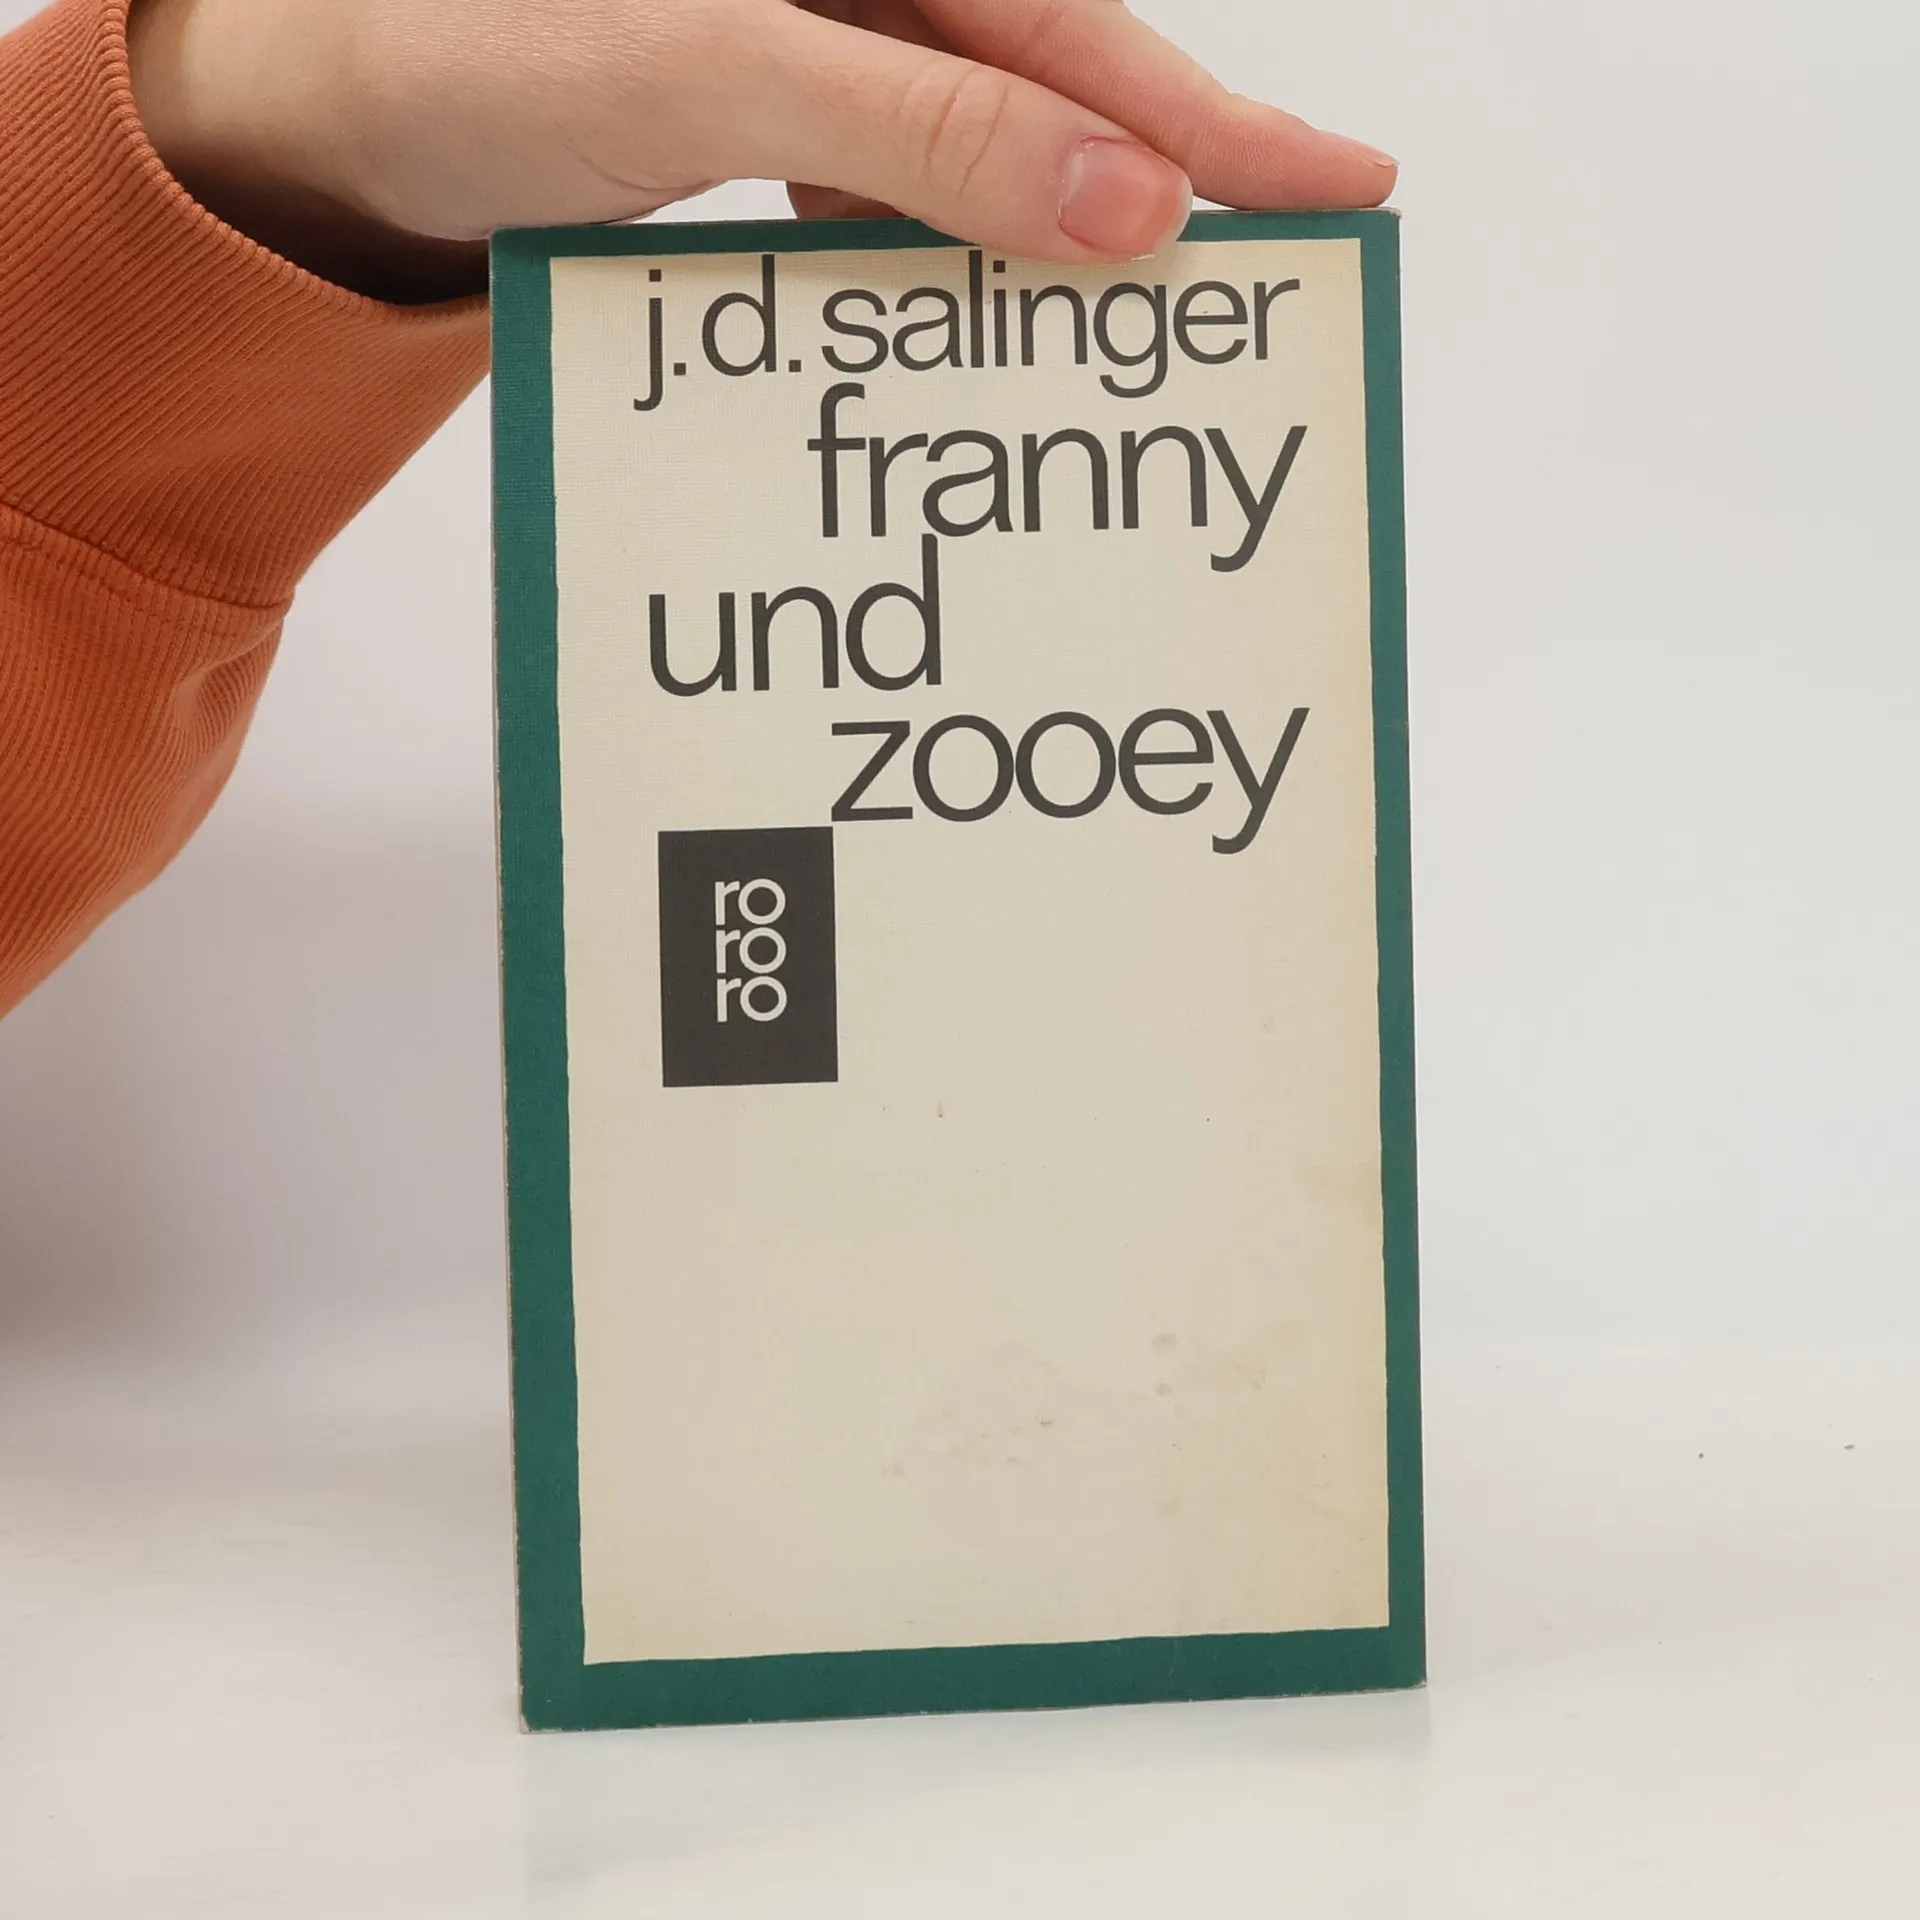 j.d. salinger
franny
und
zooey
ro
ro
ro